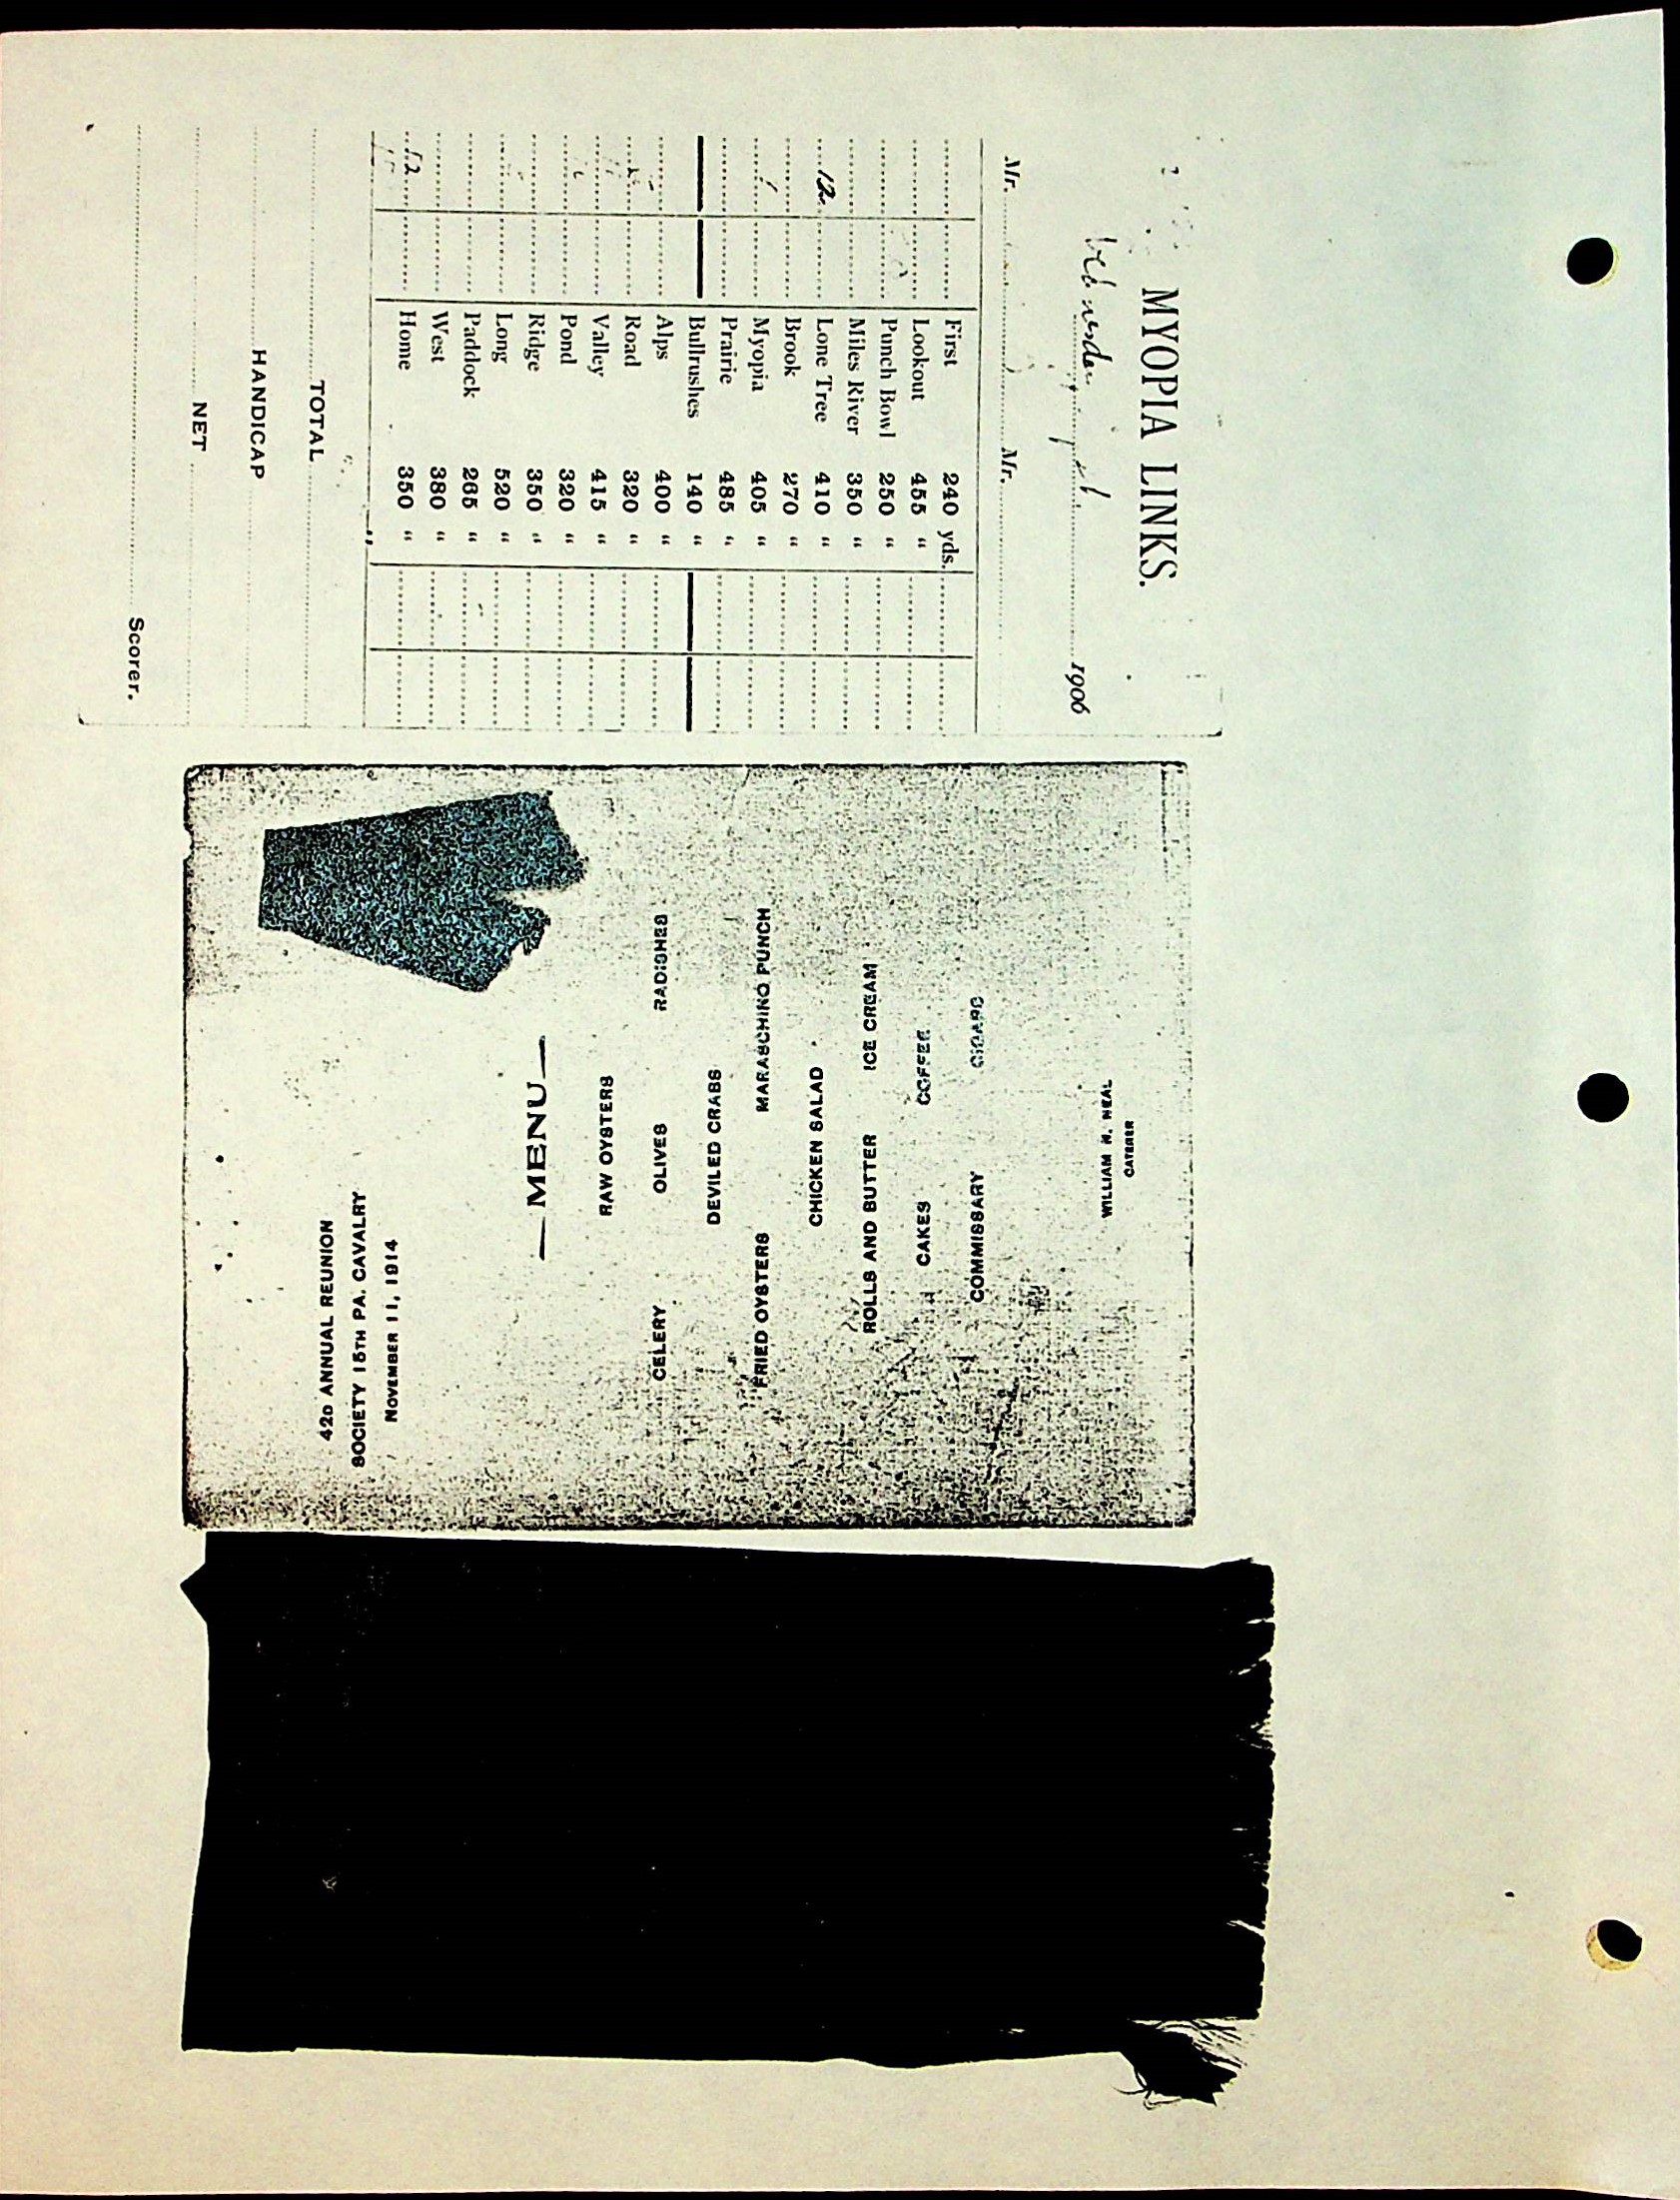 MYOPIA LINKS.
1906
Mr. Mr.
First 240 yds.
Lookout 455 "
Punch Bowl 250 "
Miles River 350 "
12 Lone Tree 410 "
Brook 270 "
Myopia 405 "
Prairie 485 "
Bullrushes 140 "
Alps 400 "
Road 320 "
Valley 415 "
Pond 320 "
Ridge 350 "
Long 520 "
Paddock 265 "
West 380 "
12 Home 350 "
"
TOTAL
HANDICAP
NET
Scorer.
42D ANNUAL REUNION
SOCIETY 15TH PA. CAVALRY
NOVEMBER 11, 1914
—MENU—
RAW OYSTERS
CELERY OLIVES RADISHES
DEVILED CRABS
FRIED OYSTERS MARASCHINO PUNCH
CHICKEN SALAD
ROLLS AND BUTTER ICE CREAM
CAKES COFFEE
COMMISSARY CIGARS
WILLIAM H. NEAL
CATERER